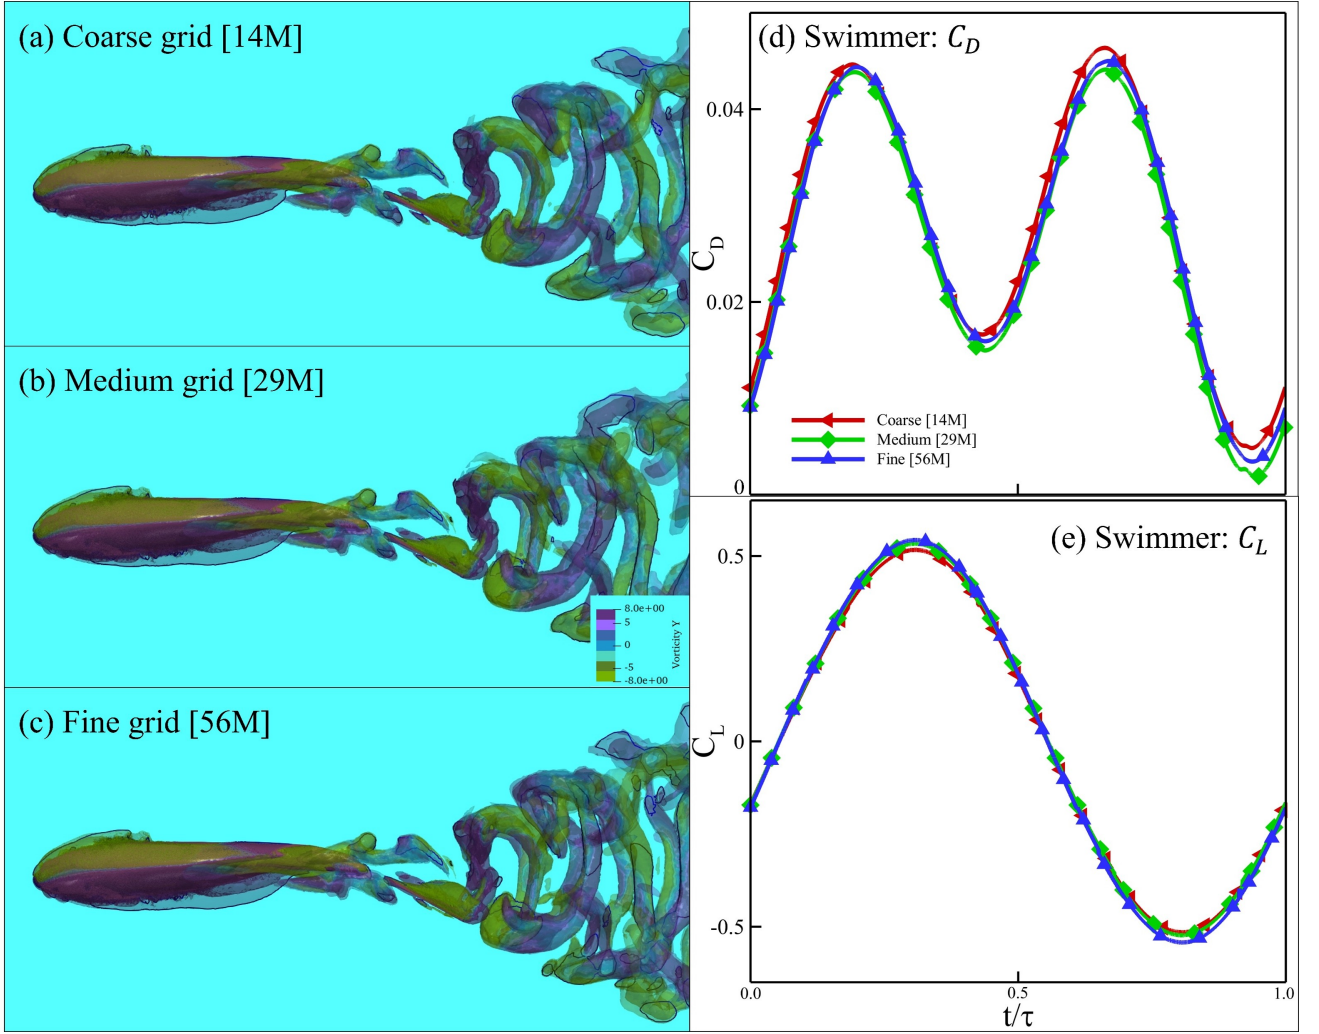 (a) Coarse grid [14M]
(b) Medium grid [29M]
8.0e+00
5
0
-5
-8.0e+00
Vorticity Y
(c) Fine grid [56M]
(d) Swimmer: C_D
0.04
0.02
0
C_D
Coarse [14M]
Medium [29M]
Fine [56M]
(e) Swimmer: C_L
0.5
0
-0.5
C_L
0.0
0.5
1.0
t/τ